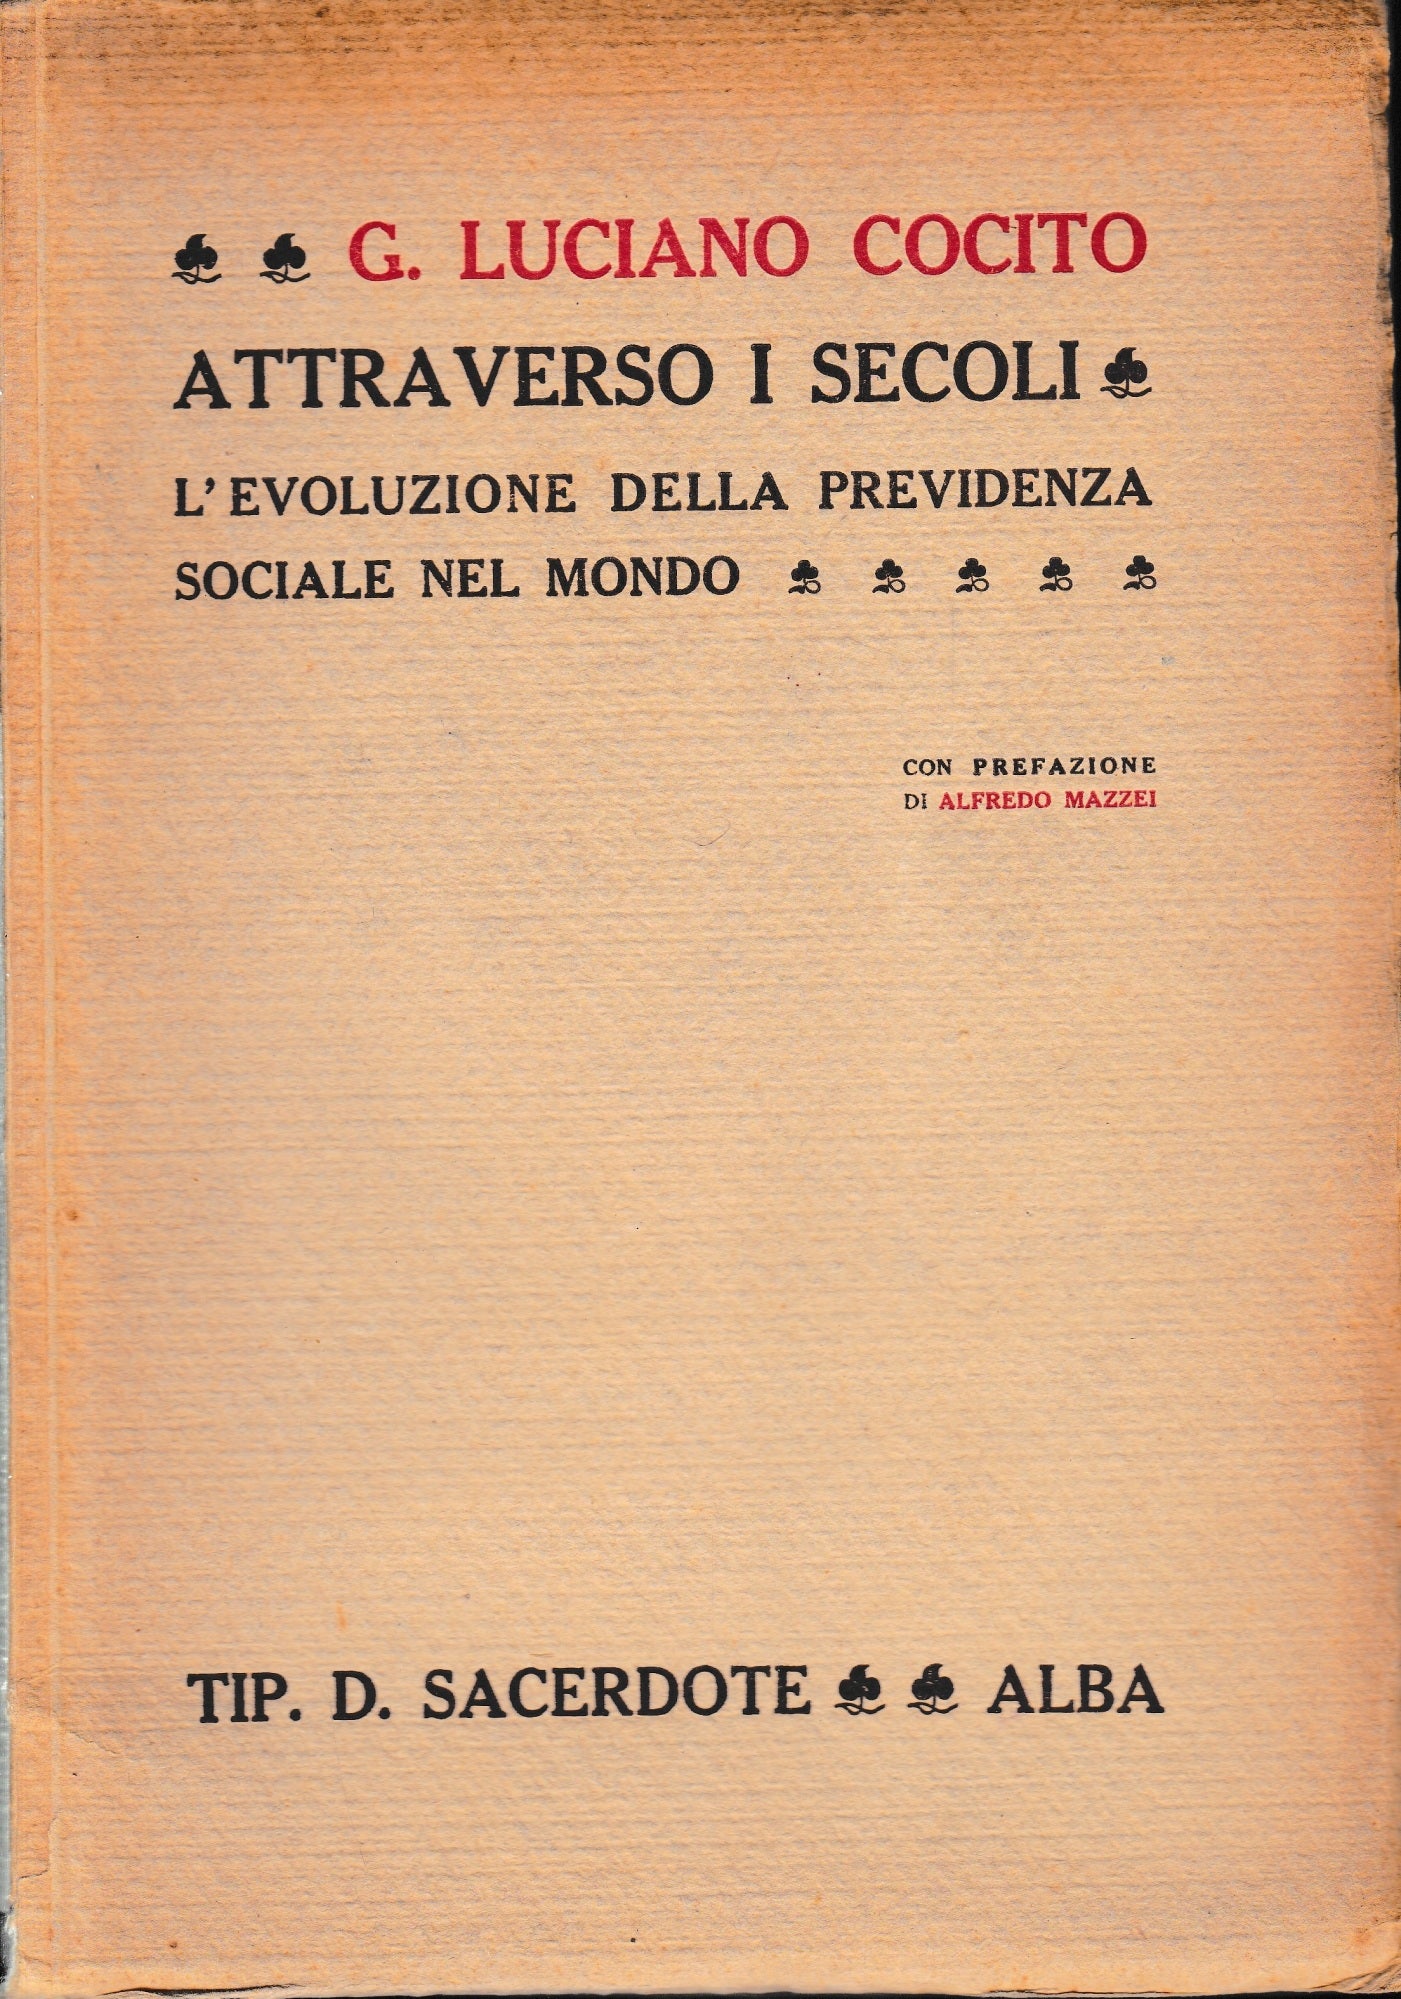 G. LUCIANO COCITO
ATTRAVERSO I SECOLI
L'EVOLUZIONE DELLA PREVIDENZA
SOCIALE NEL MONDO
CON PREFAZIONE
DI ALFREDO MAZZEI
TIP. D. SACERDOTE ALBA